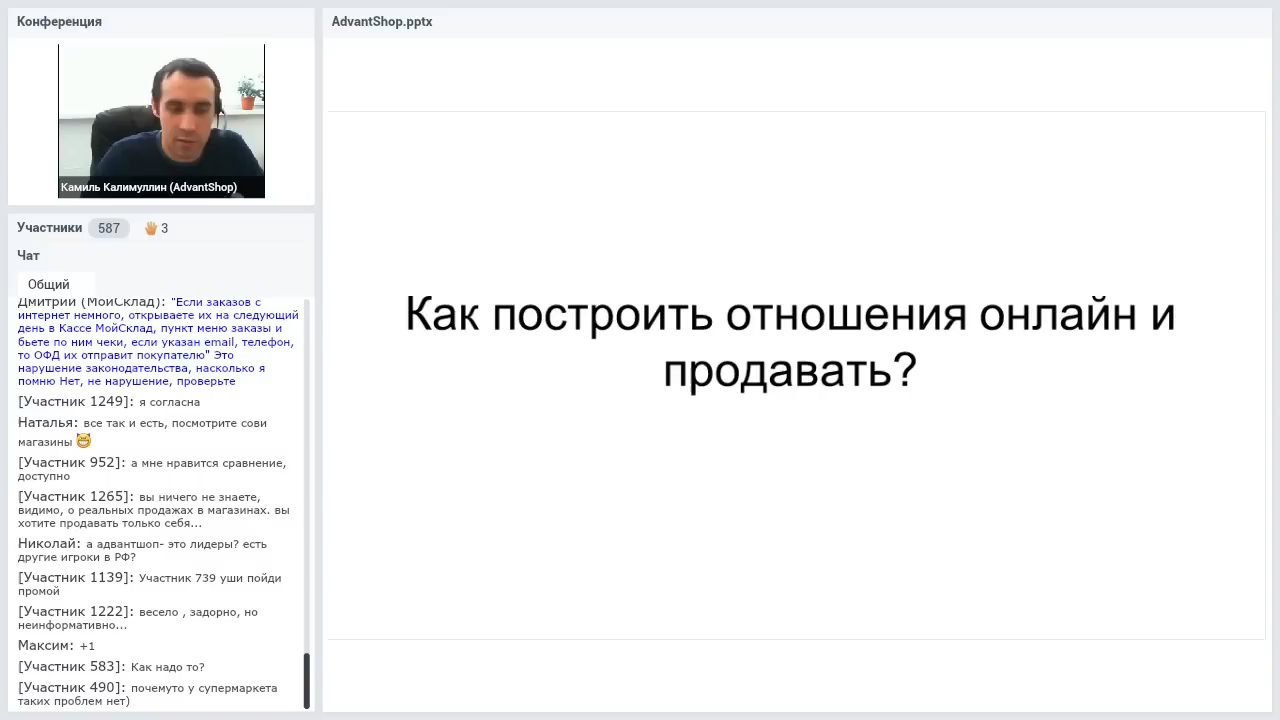 Конференция
AdvantShop.pptx
Камиль Калимуллин (AdvantShop)
Участники 587 3
Чат
Общий
Дмитрий (МойСклад): "Если заказов с
интернет немного, открываете их на следующий
день в Кассе МойСклад, пункт меню заказы и
бьете по ним чеки, если указан email, телефон,
то ОФД их отправит покупателю" Это
нарушение законодательства, насколько я
помню Нет, не нарушение, проверьте
[Участник 1249]: я согласна
Наталья: все так и есть, посмотрите сови
магазины
[Участник 952]: а мне нравится сравнение,
доступно
[Участник 1265]: вы ничего не знаете,
видимо, о реальных продажах в магазинах. вы
хотите продавать только себя...
Николай: а адвантшоп- это лидеры? есть
другие игроки в РФ?
[Участник 1139]: Участник 739 уши пойди
промой
[Участник 1222]: весело , задорно, но
неинформативно...
Максим: +1
[Участник 583]: Как надо то?
[Участник 490]: почемуто у супермаркета
таких проблем нет)
Как построить отношения онлайн и
продавать?